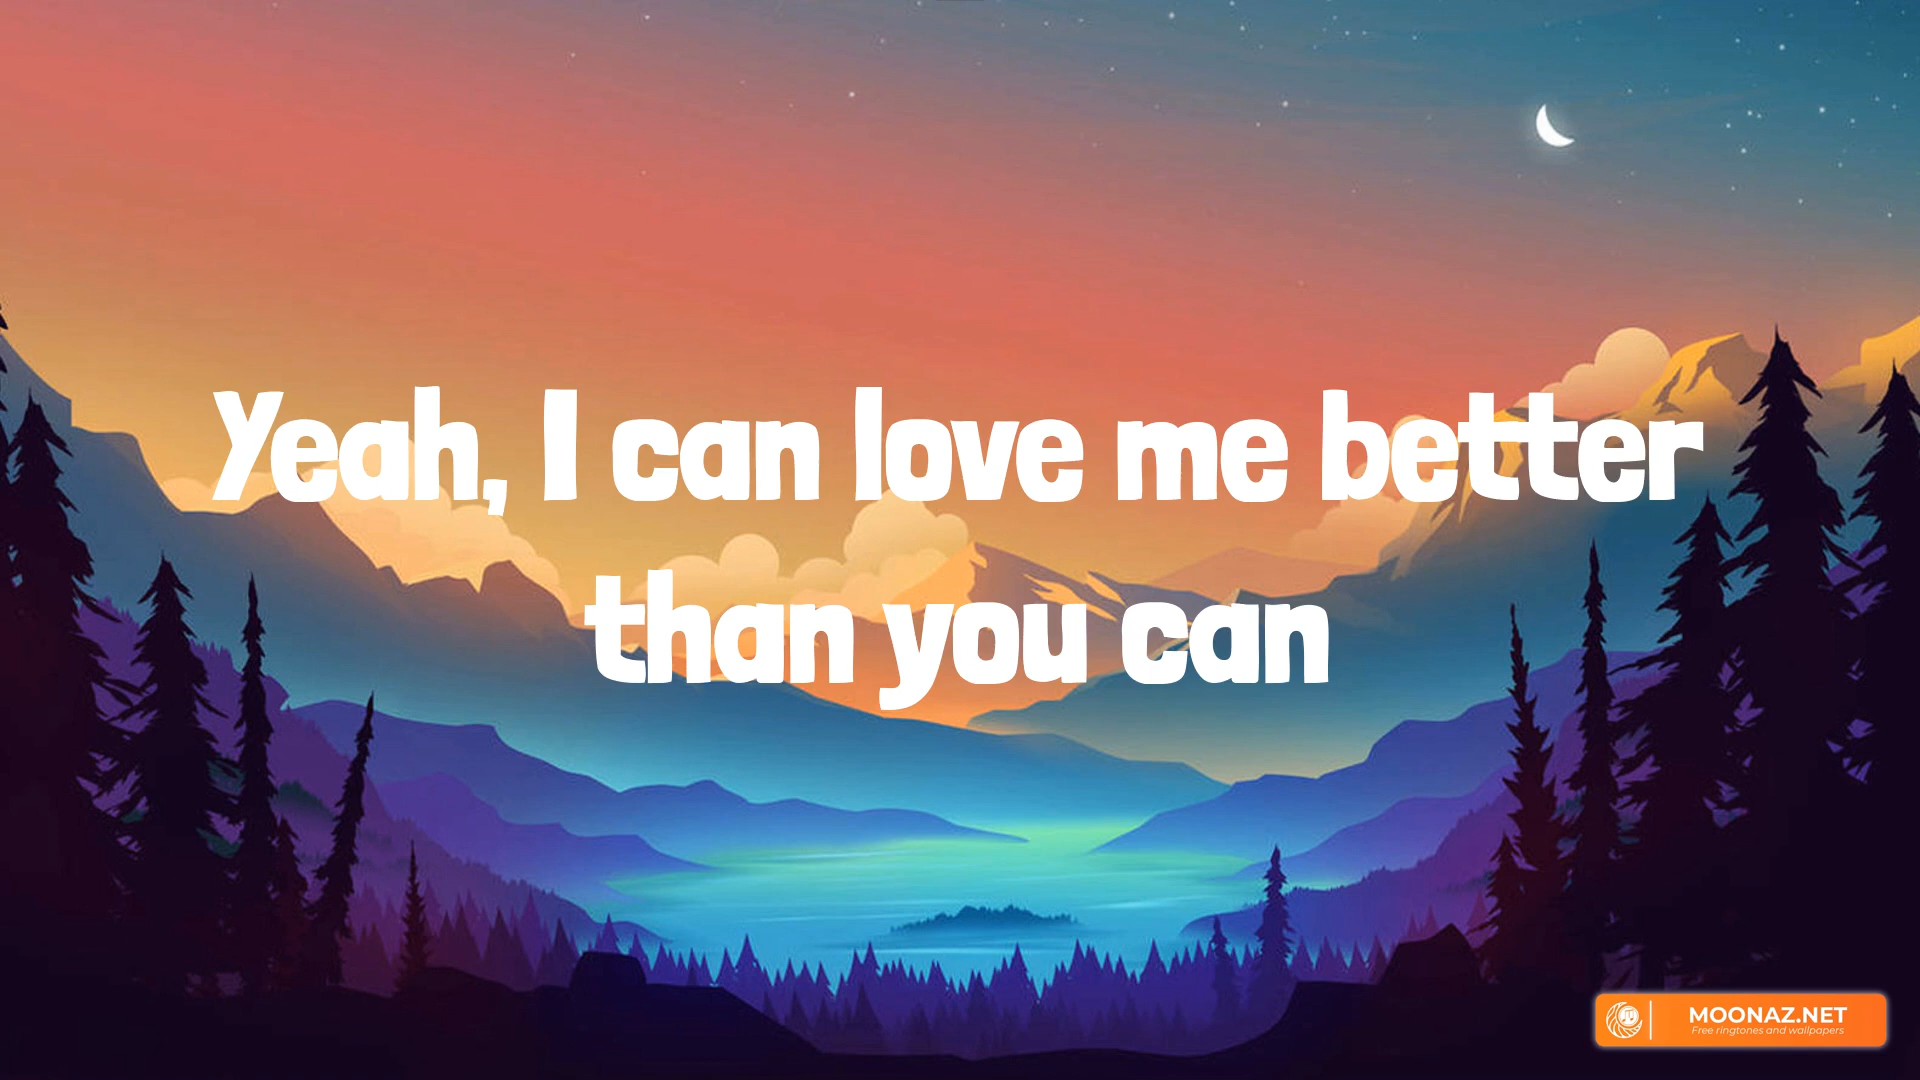 Yeah, I can love me better
than you can
MOONAZ.NET
Free ringtones and wallpapers